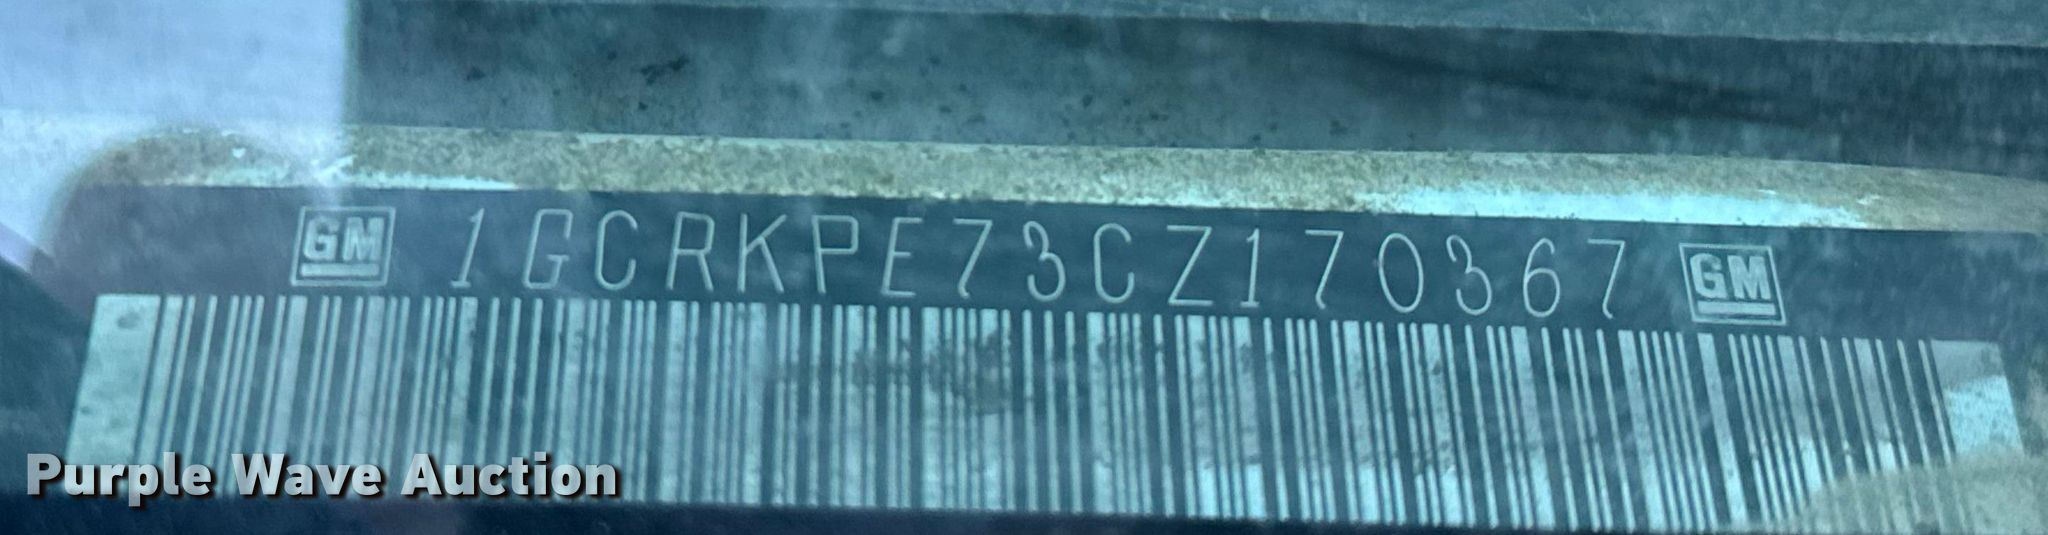 GM 1GCRKPE73CZ170367 GM
Purple Wave Auction